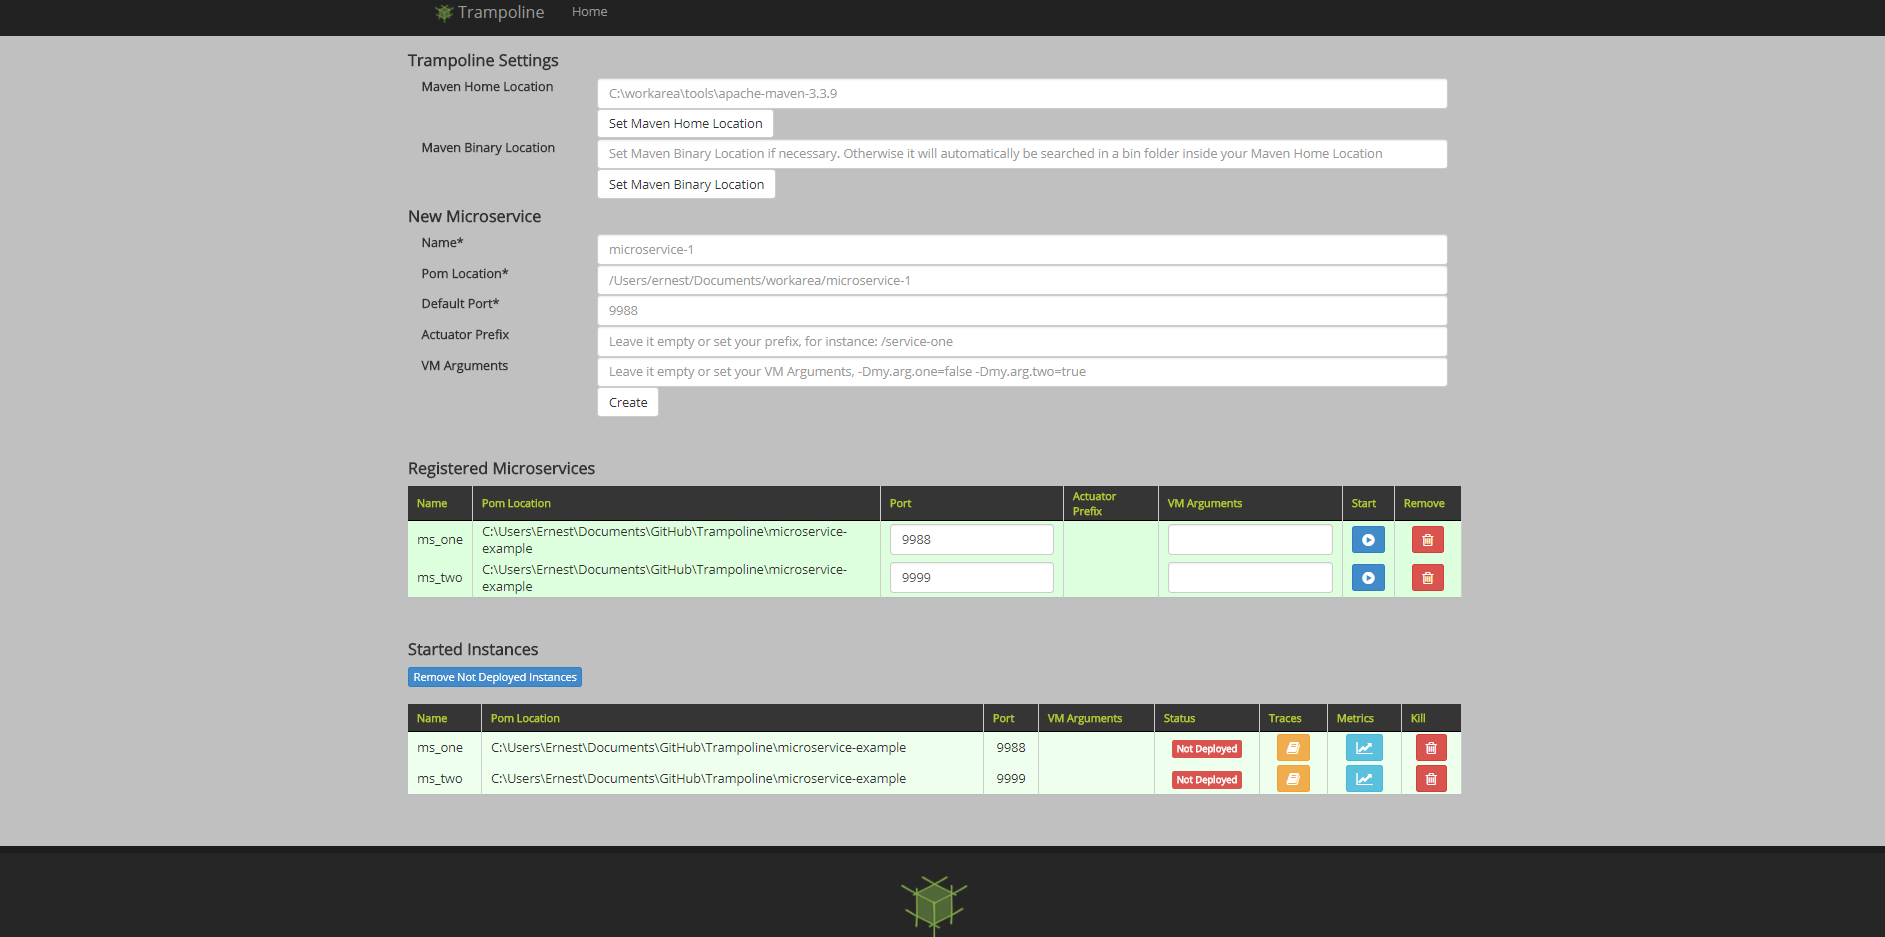 Trampoline Home
Trampoline Settings
Maven Home Location
C:\workarea\tools\apache-maven-3.3.9
Set Maven Home Location
Maven Binary Location
Set Maven Binary Location if necessary. Otherwise it will automatically be searched in a bin folder inside your Maven Home Location
Set Maven Binary Location
New Microservice
Name*
microservice-1
Pom Location*
/Users/ernest/Documents/workarea/microservice-1
Default Port*
9988
Actuator Prefix
Leave it empty or set your prefix, for instance: /service-one
VM Arguments
Leave it empty or set your VM Arguments, -Dmy.arg.one=false -Dmy.arg.two=true
Create
Registered Microservices
Name Pom Location Port Actuator Prefix VM Arguments Start Remove
ms_one C:\Users\Ernest\Documents\GitHub\Trampoline\microservice-
example 9988
ms_two C:\Users\Ernest\Documents\GitHub\Trampoline\microservice-
example 9999
Started Instances
Remove Not Deployed Instances
Name Pom Location Port VM Arguments Status Traces Metrics Kill
ms_one C:\Users\Ernest\Documents\GitHub\Trampoline\microservice-example 9988 Not Deployed
ms_two C:\Users\Ernest\Documents\GitHub\Trampoline\microservice-example 9999 Not Deployed